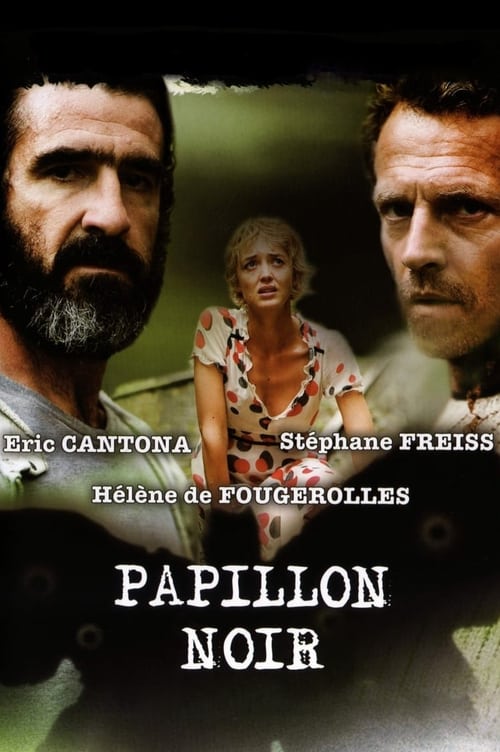 Eric CANTONA
Stéphane FREISS
Hélène de FOUGEROLLES
PAPILLON
NOIR